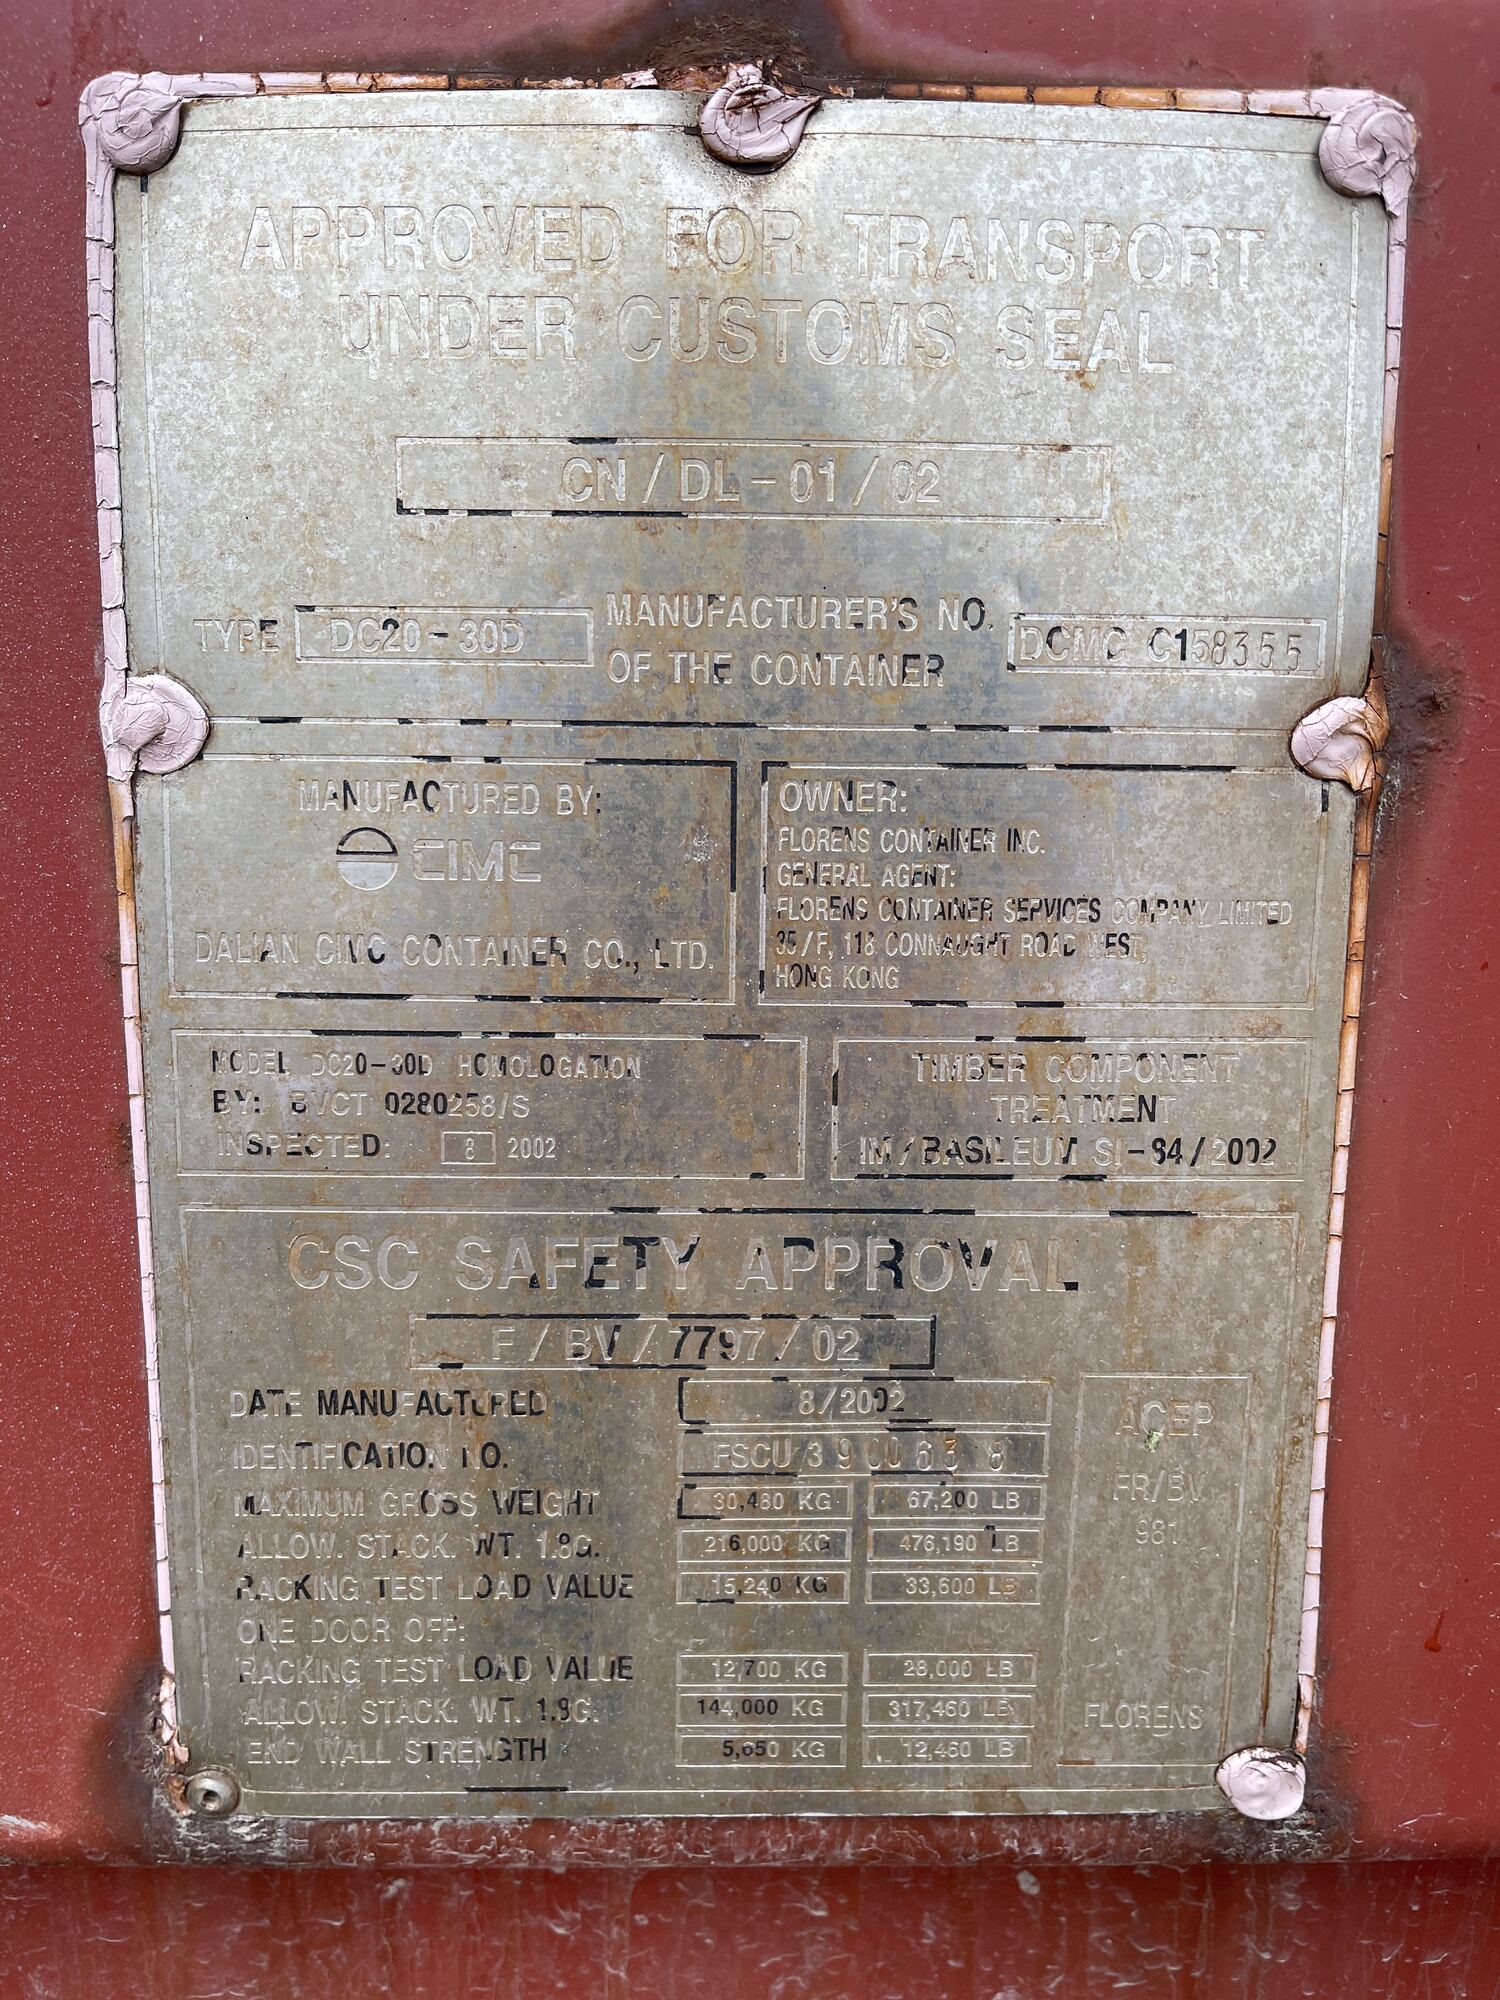 APPROVED FOR TRANSPORT
UNDER CUSTOMS SEAL
CN / DL - 01 / 02
TYPE DC20 - 30D
MANUFACTURER'S NO.
OF THE CONTAINER
DCMC C158355
MANUFACTURED BY:
CIMC
DALIAN CIMC CONTAINER CO., LTD.
OWNER:
FLORENS CONTAINER INC.
GENERAL AGENT:
FLORENS CONTAINER SERVICES COMPANY LIMITED
35/F, 118 CONNAUGHT ROAD WEST,
HONG KONG
MODEL DC20-30D HOMOLOGATION
BY: BVCT 0280258/S
INSPECTED: 8 2002
TIMBER COMPONENT
TREATMENT
IM / BASILEUM SI-84 / 2002
CSC SAFETY APPROVAL
F / BV / 7797 / 02
DATE MANUFACTURED 8/2002
IDENTIFICATION NO. FSCU 390063 8
MAXIMUM GROSS WEIGHT 30,480 KG 67,200 LB
ALLOW. STACK. WT. 1.8G. 216,000 KG 476,190 LB
RACKING TEST LOAD VALUE 15,240 KG 33,600 LB
ONE DOOR OFF:
RACKING TEST LOAD VALUE 12,700 KG 28,000 LB
ALLOW. STACK. WT. 1.8G. 144,000 KG 317,460 LB
END WALL STRENGTH 5,650 KG 12,460 LB
ACEP
FR/BV
981
FLORENS